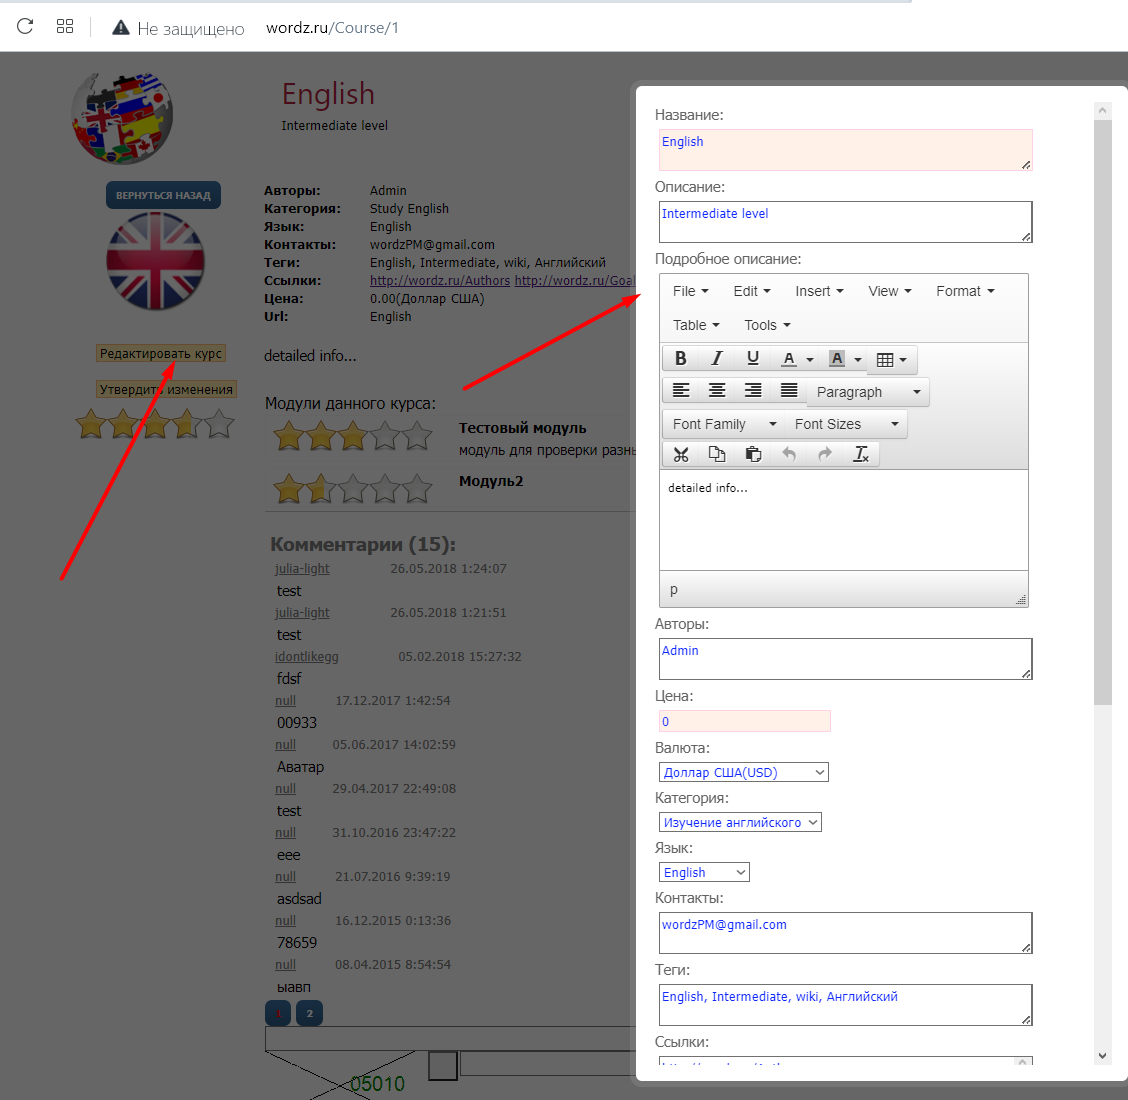 Не защищено wordz.ru/Course/1
English
Intermediate level
ВЕРНУТЬСЯ НАЗАД
Авторы: Admin
Категория: Study English
Язык: English
Контакты: wordzPM@gmail.com
Теги: English, Intermediate, wiki, Английский
Ссылки: http://wordz.ru/Authors http://wordz.ru/Goal
Цена: 0.00(Доллар США)
Url: English
Редактировать курс
Утвердить изменения
detailed info...
Модули данного курса:
Тестовый модуль
модуль для проверки разны
Модуль2
Комментарии (15):
julia-light 26.05.2018 1:24:07
test
julia-light 26.05.2018 1:21:51
test
idontlikegg 05.02.2018 15:27:32
fdsf
null 17.12.2017 1:42:54
00933
null 05.06.2017 14:02:59
Аватар
null 29.04.2017 22:49:08
test
null 31.10.2016 23:47:22
eee
null 21.07.2016 9:39:19
asdsad
null 16.12.2015 0:13:36
78659
null 08.04.2015 8:54:54
ыавп
1 2
05010
Название:
English
Описание:
Intermediate level
Подробное описание:
File Edit Insert View Format
Table Tools
B I U A A
Paragraph
Font Family Font Sizes
detailed info...
p
Авторы:
Admin
Цена:
0
Валюта:
Доллар США(USD)
Категория:
Изучение английского
Язык:
English
Контакты:
wordzPM@gmail.com
Теги:
English, Intermediate, wiki, Английский
Ссылки: